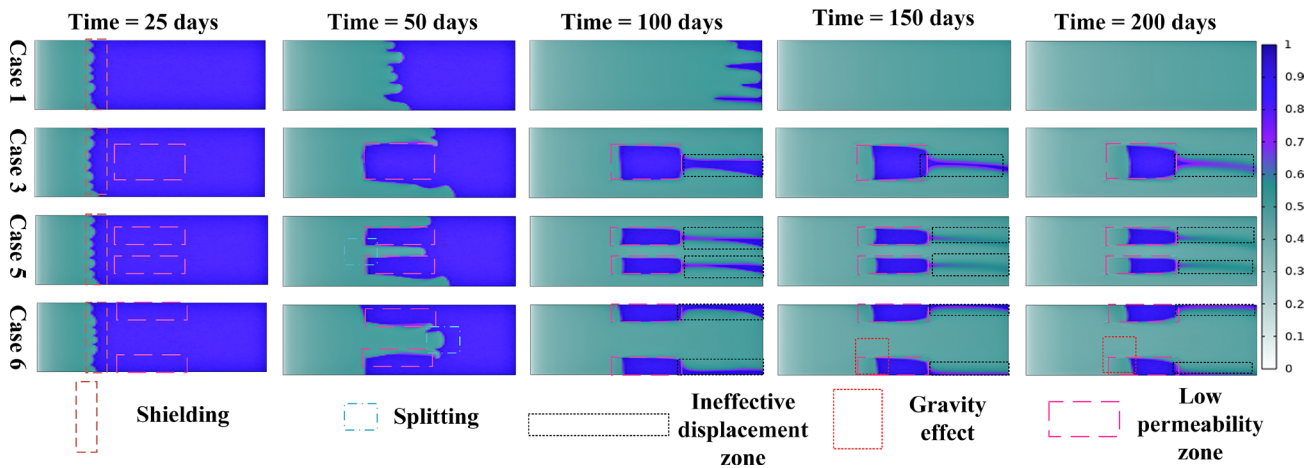 Time = 25 days
Time = 50 days
Time = 100 days
Time = 150 days
Time = 200 days
Case 1
Case 3
Case 5
Case 6
1
0.9
0.8
0.7
0.6
0.5
0.4
0.3
0.2
0.1
0
Shielding
Splitting
Ineffective
displacement
zone
Gravity
effect
Low
permeability
zone